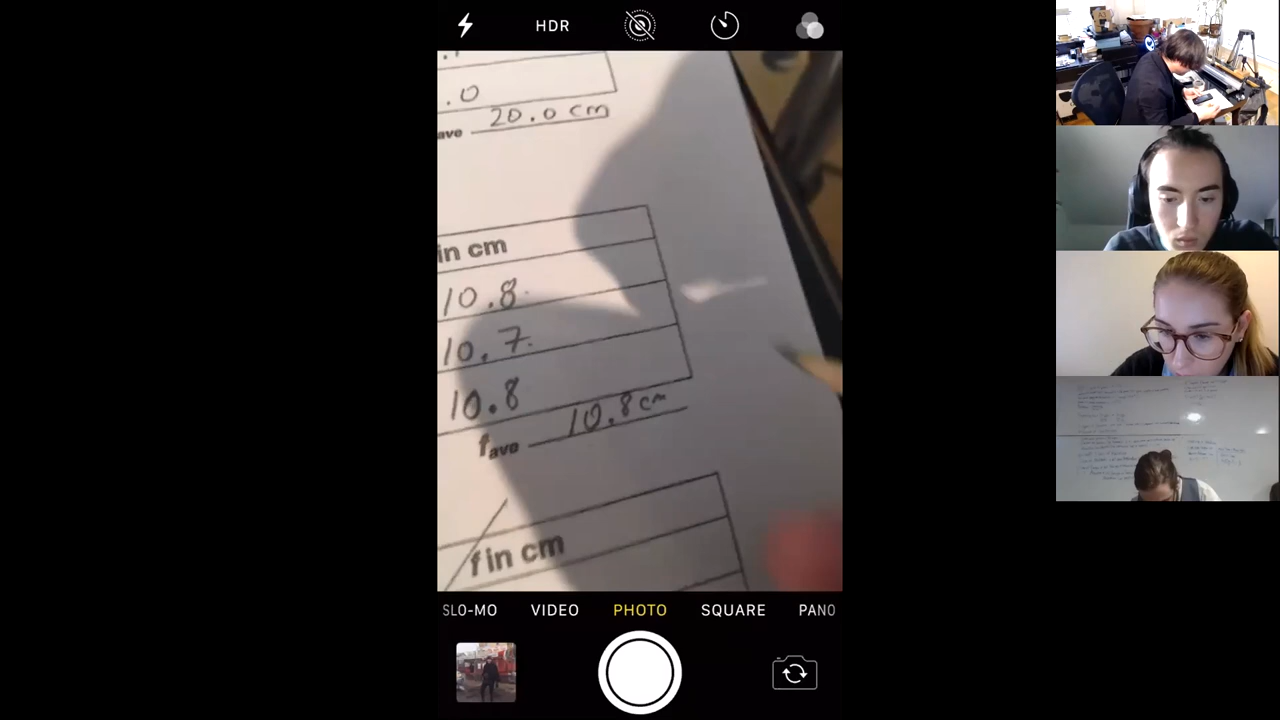 HDR
.0
ave 20.0 cm
in cm
10.8
10.7
10.8
fave 10.8 cm
f in cm
SLO-MO VIDEO PHOTO SQUARE PANO